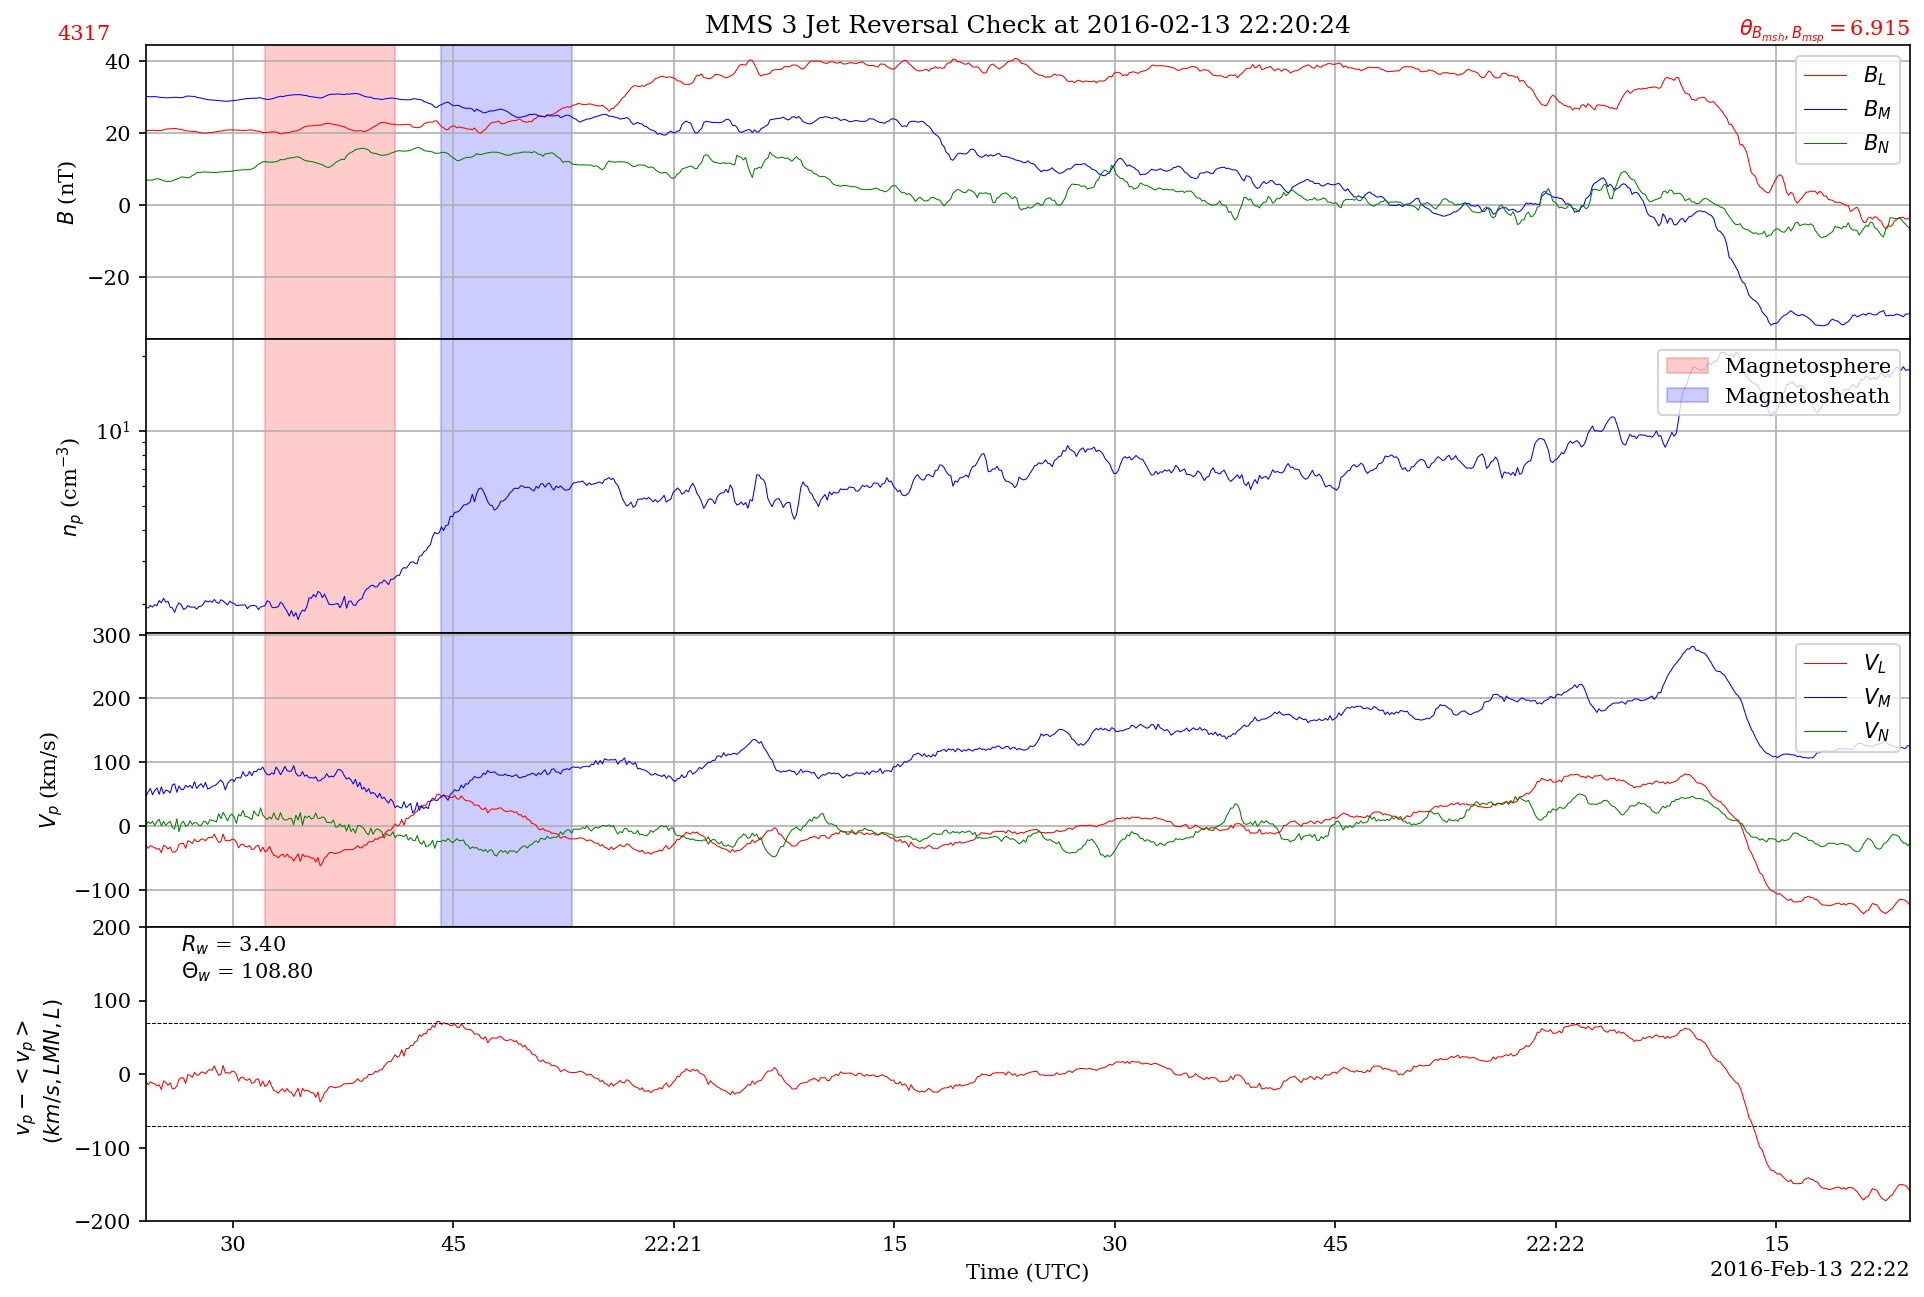 MMS 3 Jet Reversal Check at 2016-02-13 22:20:24
4317
θ_{B_{msh}, B_{msp}} = 6.915
40
20
0
−20
B (nT)
B_L
B_M
B_N
10^1
n_p (cm^{−3})
Magnetosphere
Magnetosheath
300
200
100
0
−100
V_p (km/s)
V_L
V_M
V_N
200
100
0
−100
−200
v_p − < v_p >
(km/s, LMN, L)
R_w = 3.40
Θ_w = 108.80
30
45
22:21
15
30
45
22:22
15
Time (UTC)
2016-Feb-13 22:22